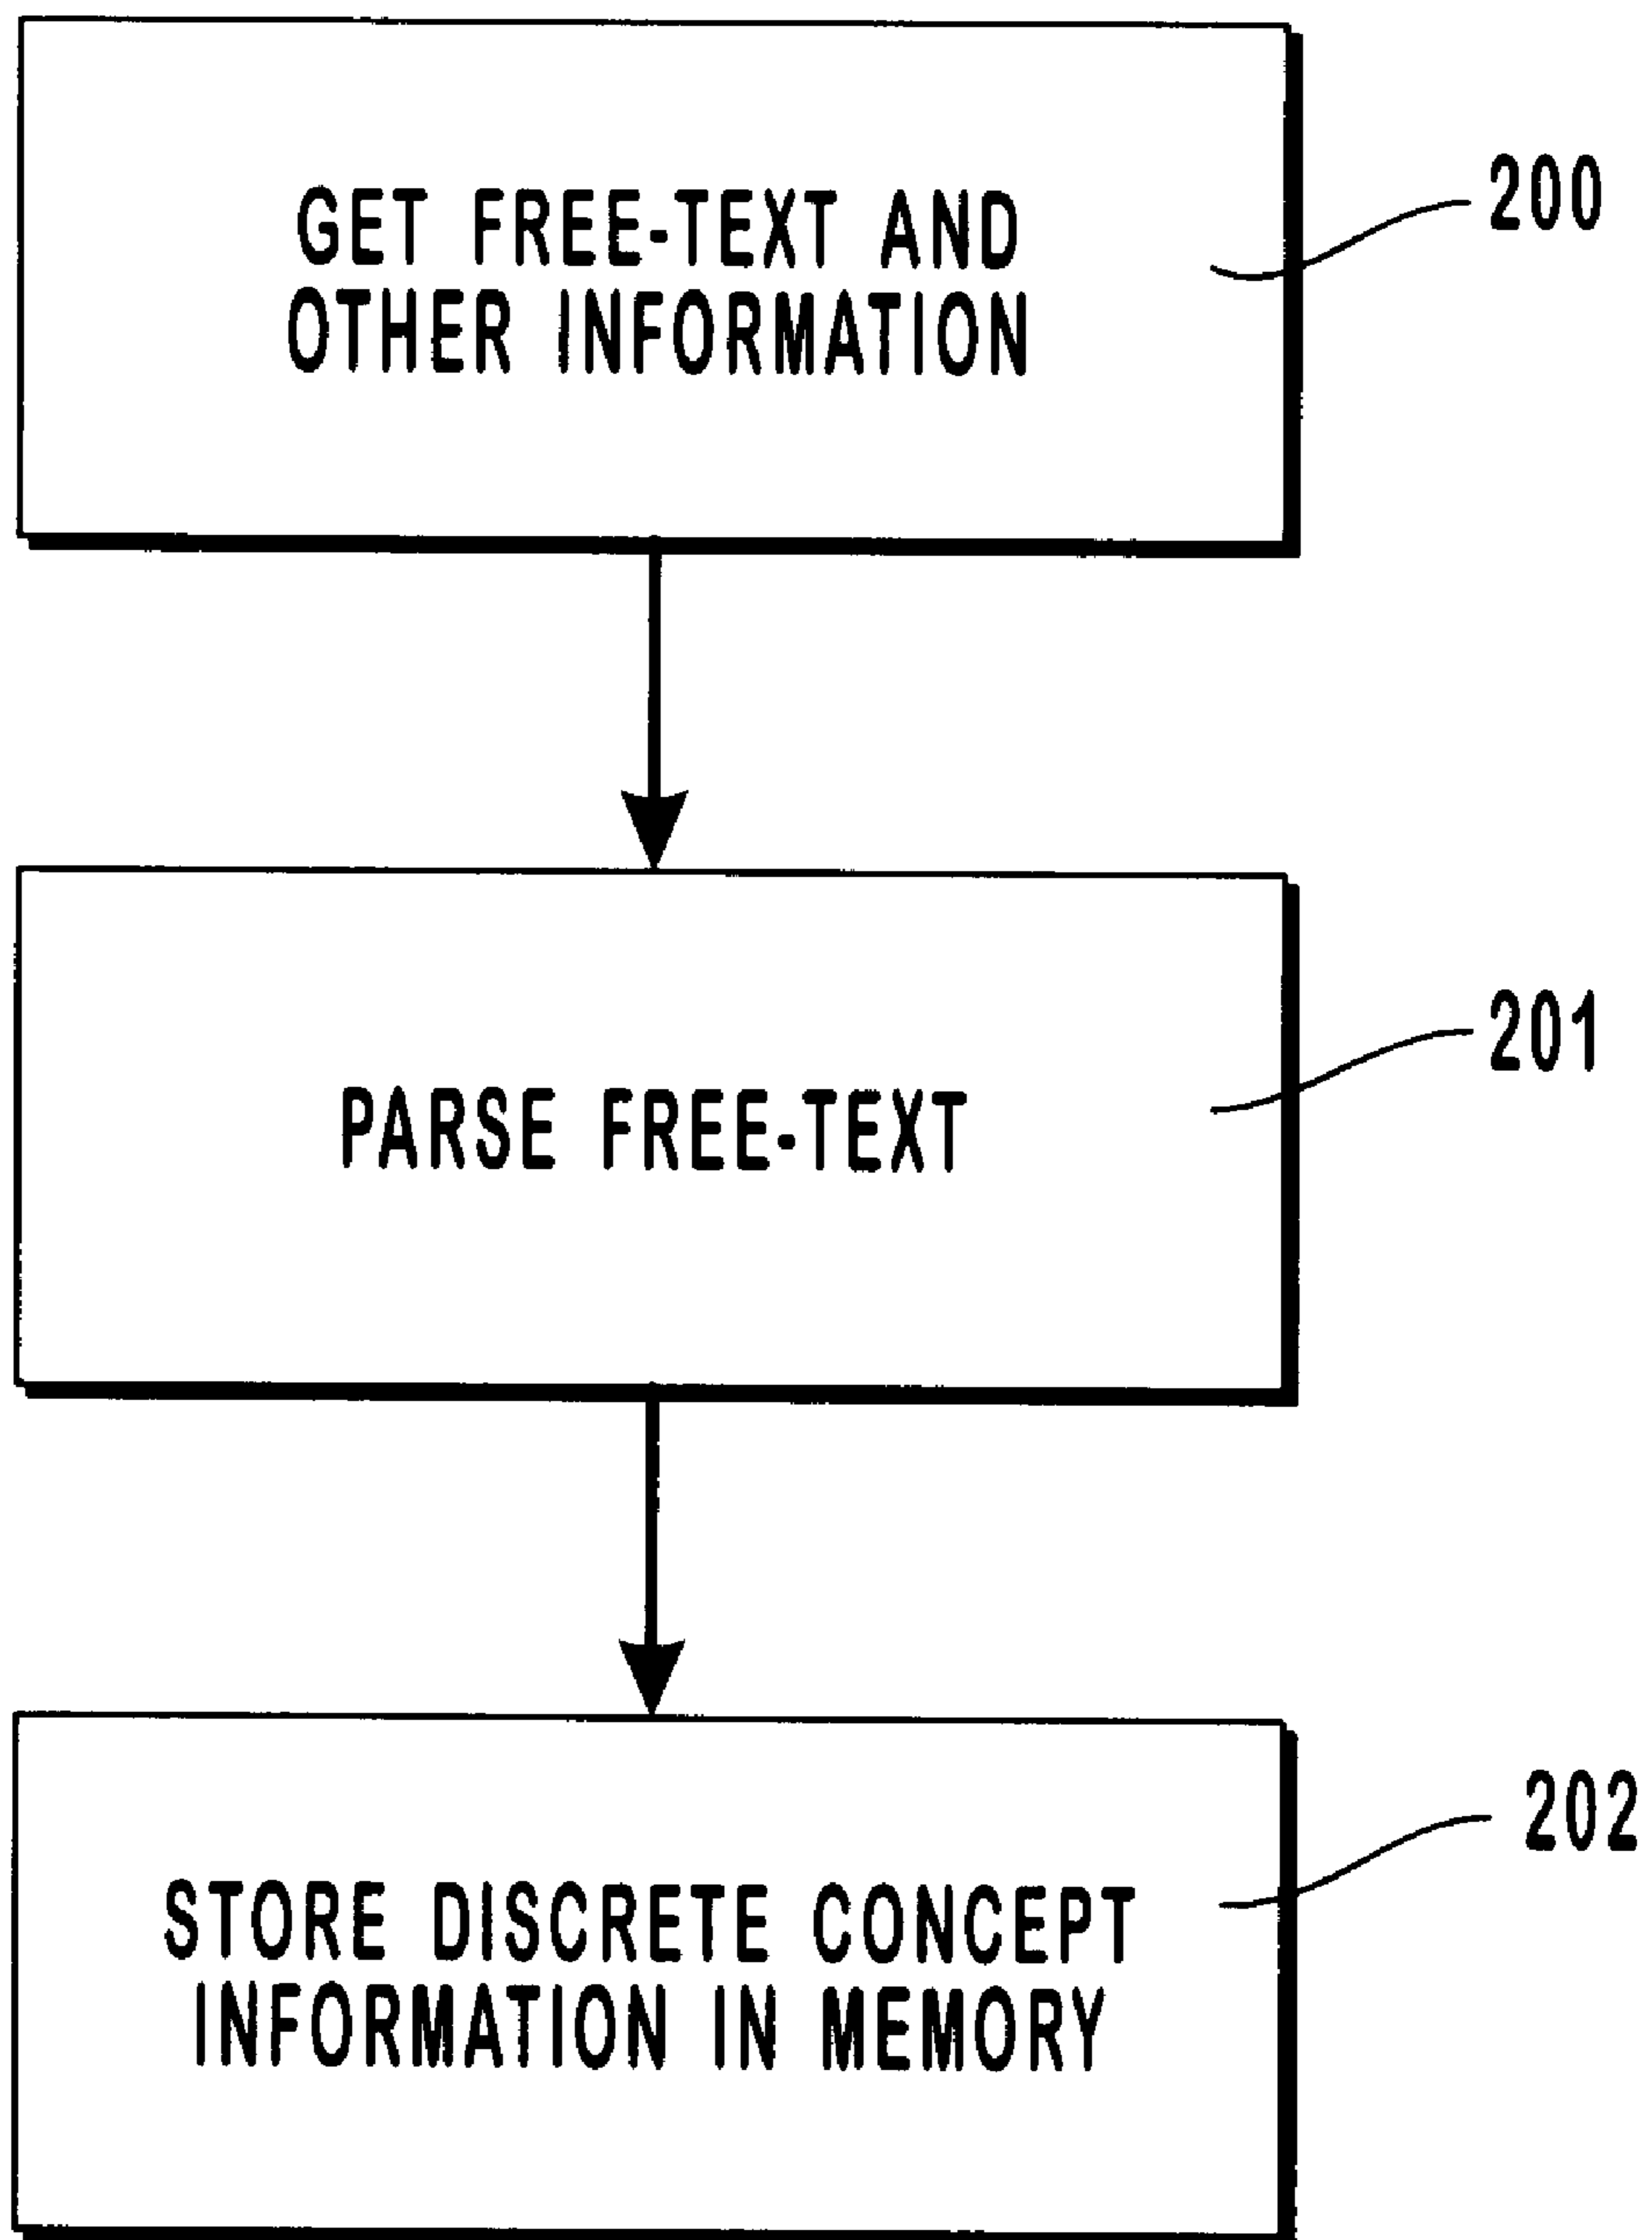 GET FREE-TEXT AND
OTHER INFORMATION
200
PARSE FREE-TEXT
201
STORE DISCRETE CONCEPT
INFORMATION IN MEMORY
202